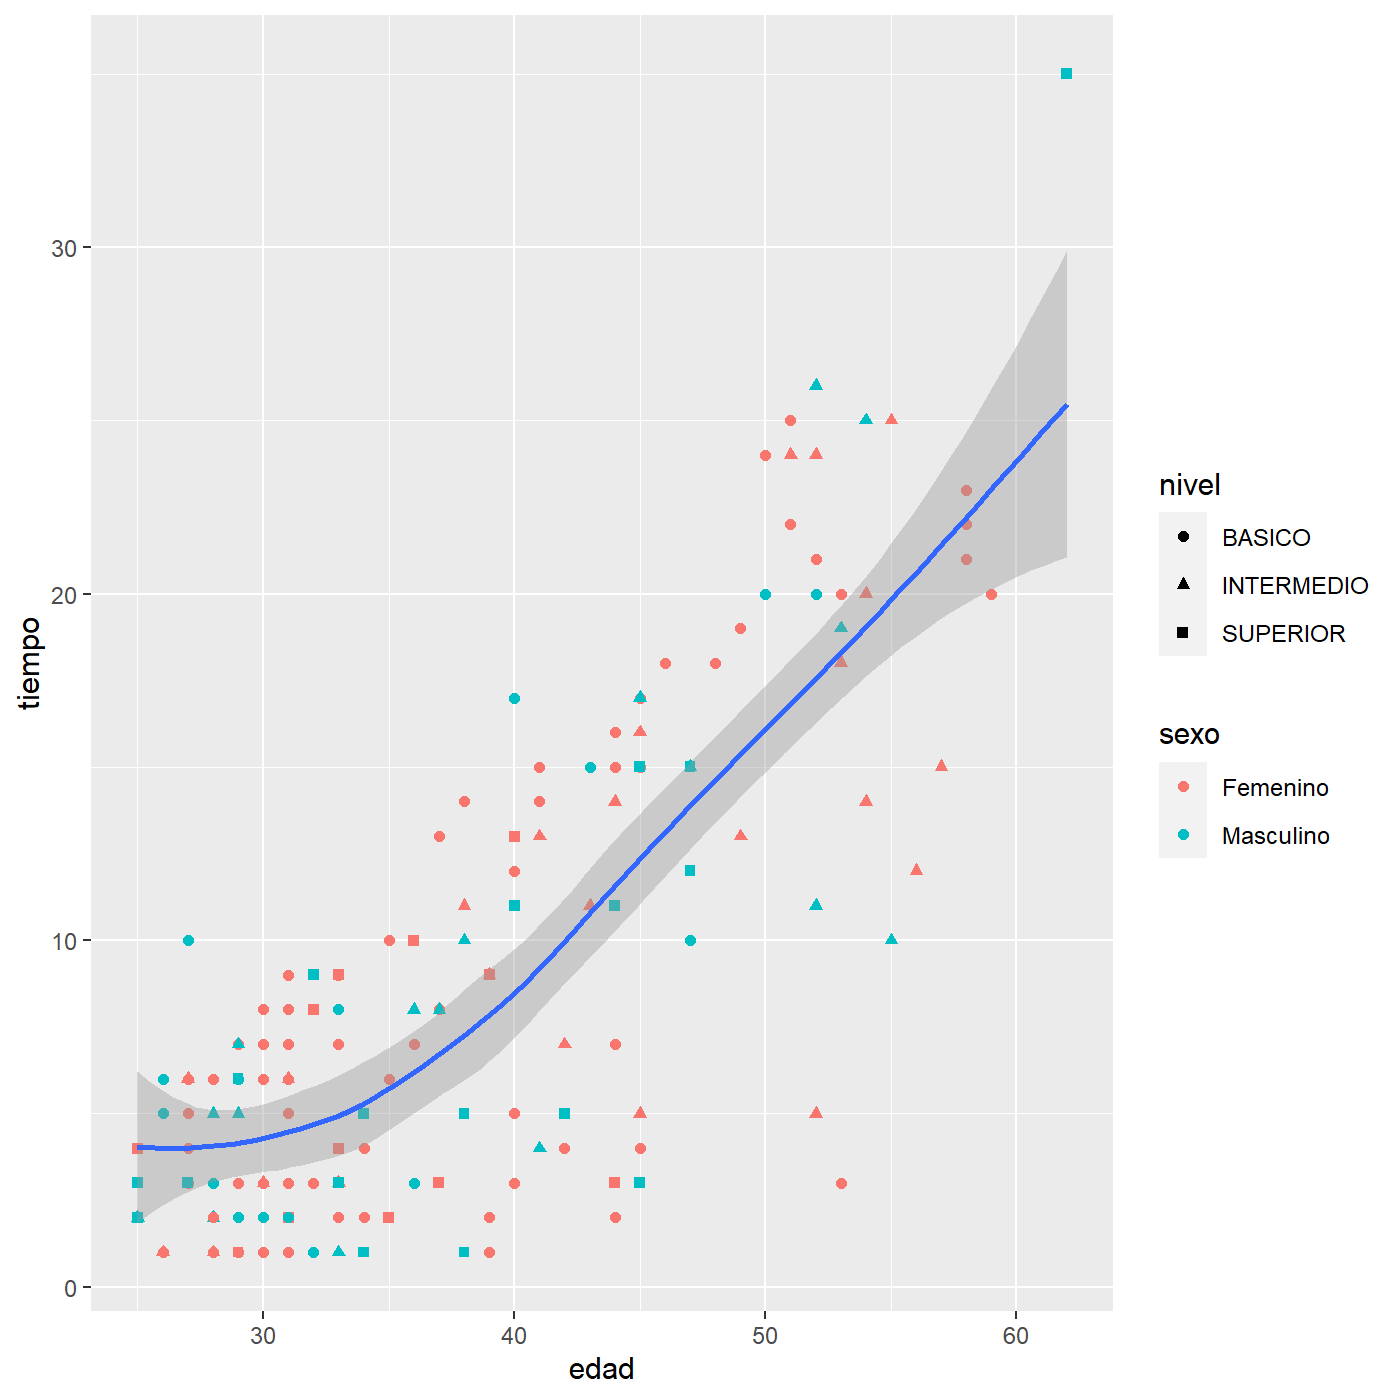 30
20
10
0
tiempo
30 40 50 60
edad
nivel
BASICO
INTERMEDIO
SUPERIOR
sexo
Femenino
Masculino